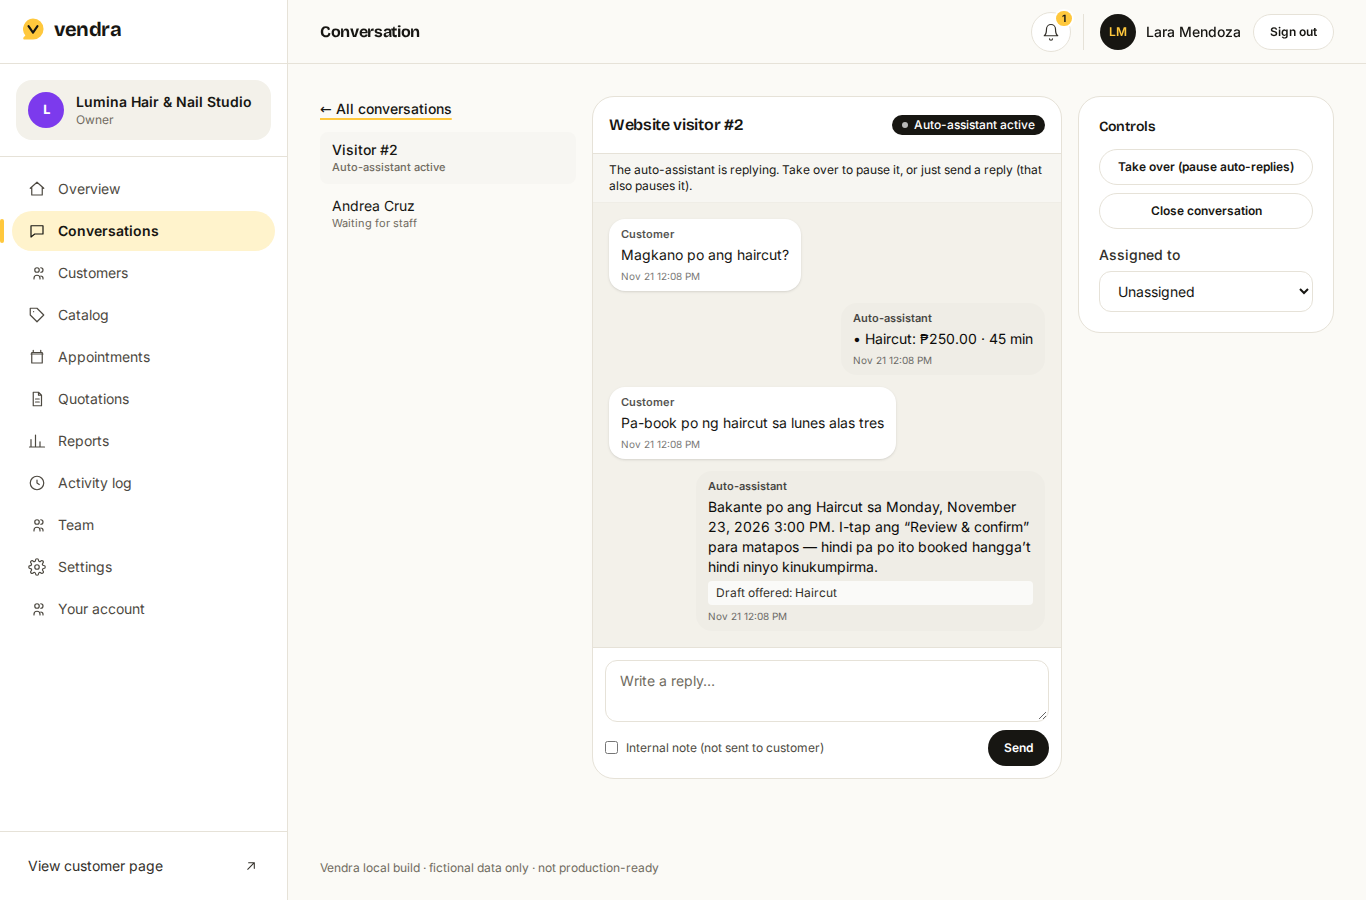 vendra
Conversation
1
LM
Lara Mendoza
Sign out
L
Lumina Hair & Nail Studio
Owner
Overview
Conversations
Customers
Catalog
Appointments
Quotations
Reports
Activity log
Team
Settings
Your account
View customer page
← All conversations
Visitor #2
Auto-assistant active
Andrea Cruz
Waiting for staff
Website visitor #2
Auto-assistant active
The auto-assistant is replying. Take over to pause it, or just send a reply (that
also pauses it).
Customer
Magkano po ang haircut?
Nov 21 12:08 PM
Auto-assistant
• Haircut: ₱250.00 · 45 min
Nov 21 12:08 PM
Customer
Pa-book po ng haircut sa lunes alas tres
Nov 21 12:08 PM
Auto-assistant
Bakante po ang Haircut sa Monday, November
23, 2026 3:00 PM. I-tap ang “Review & confirm”
para matapos — hindi pa po ito booked hangga’t
hindi ninyo kinukumpirma.
Draft offered: Haircut
Nov 21 12:08 PM
Write a reply...
Internal note (not sent to customer)
Send
Controls
Take over (pause auto-replies)
Close conversation
Assigned to
Unassigned
Vendra local build · fictional data only · not production-ready